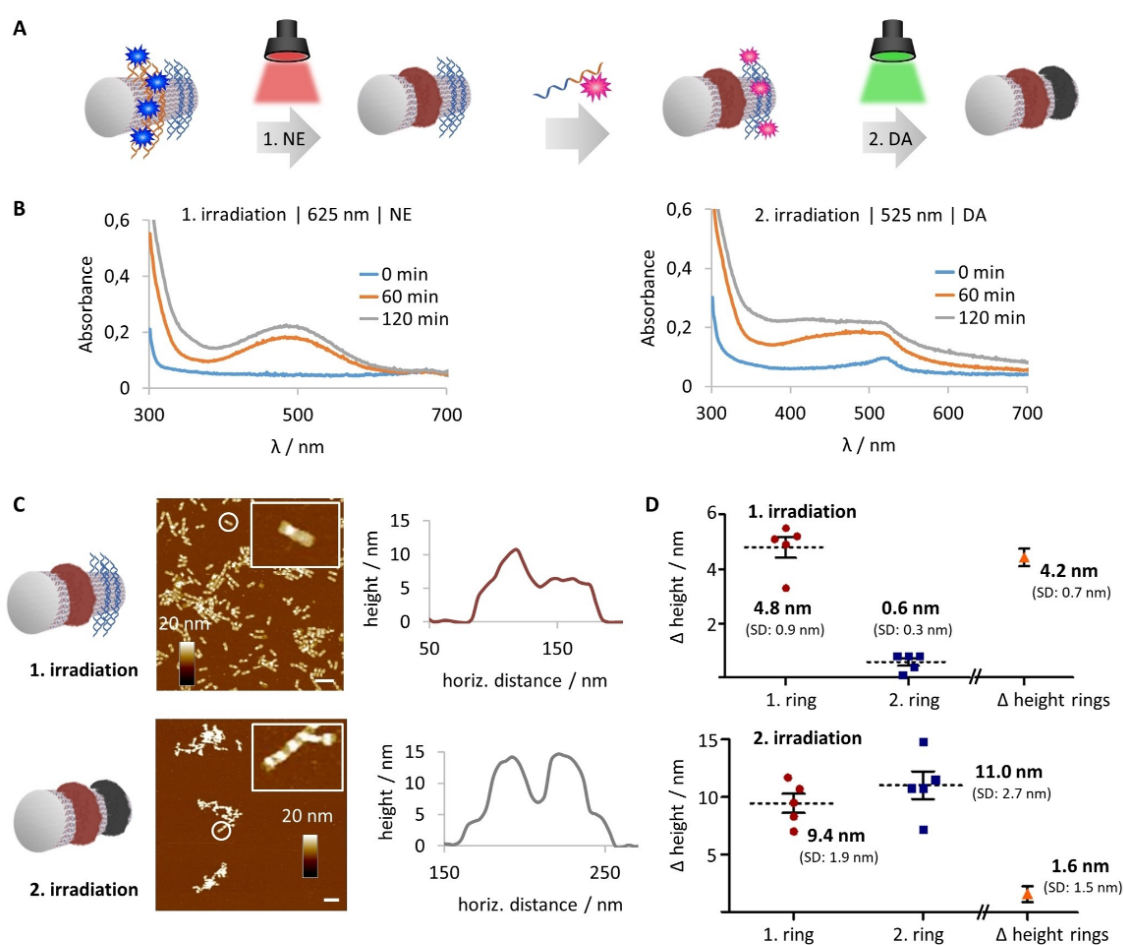 A
1. NE
2. DA
B
1. irradiation | 625 nm | NE
0,6
0,4
0,2
0
Absorbance
0 min
60 min
120 min
300
500
700
λ / nm
2. irradiation | 525 nm | DA
0,6
0,4
0,2
0
Absorbance
0 min
60 min
120 min
300
400
500
600
700
λ / nm
C
1. irradiation
20 nm
15
10
5
0
height / nm
50
150
horiz. distance / nm
2. irradiation
20 nm
15
10
5
0
height / nm
150
250
horiz. distance / nm
D
1. irradiation
6
4
2
Δ height / nm
4.8 nm
(SD: 0.9 nm)
0.6 nm
(SD: 0.3 nm)
4.2 nm
(SD: 0.7 nm)
1. ring
2. ring
Δ height rings
2. irradiation
15
10
5
Δ height / nm
9.4 nm
(SD: 1.9 nm)
11.0 nm
(SD: 2.7 nm)
1.6 nm
(SD: 1.5 nm)
1. ring
2. ring
Δ height rings